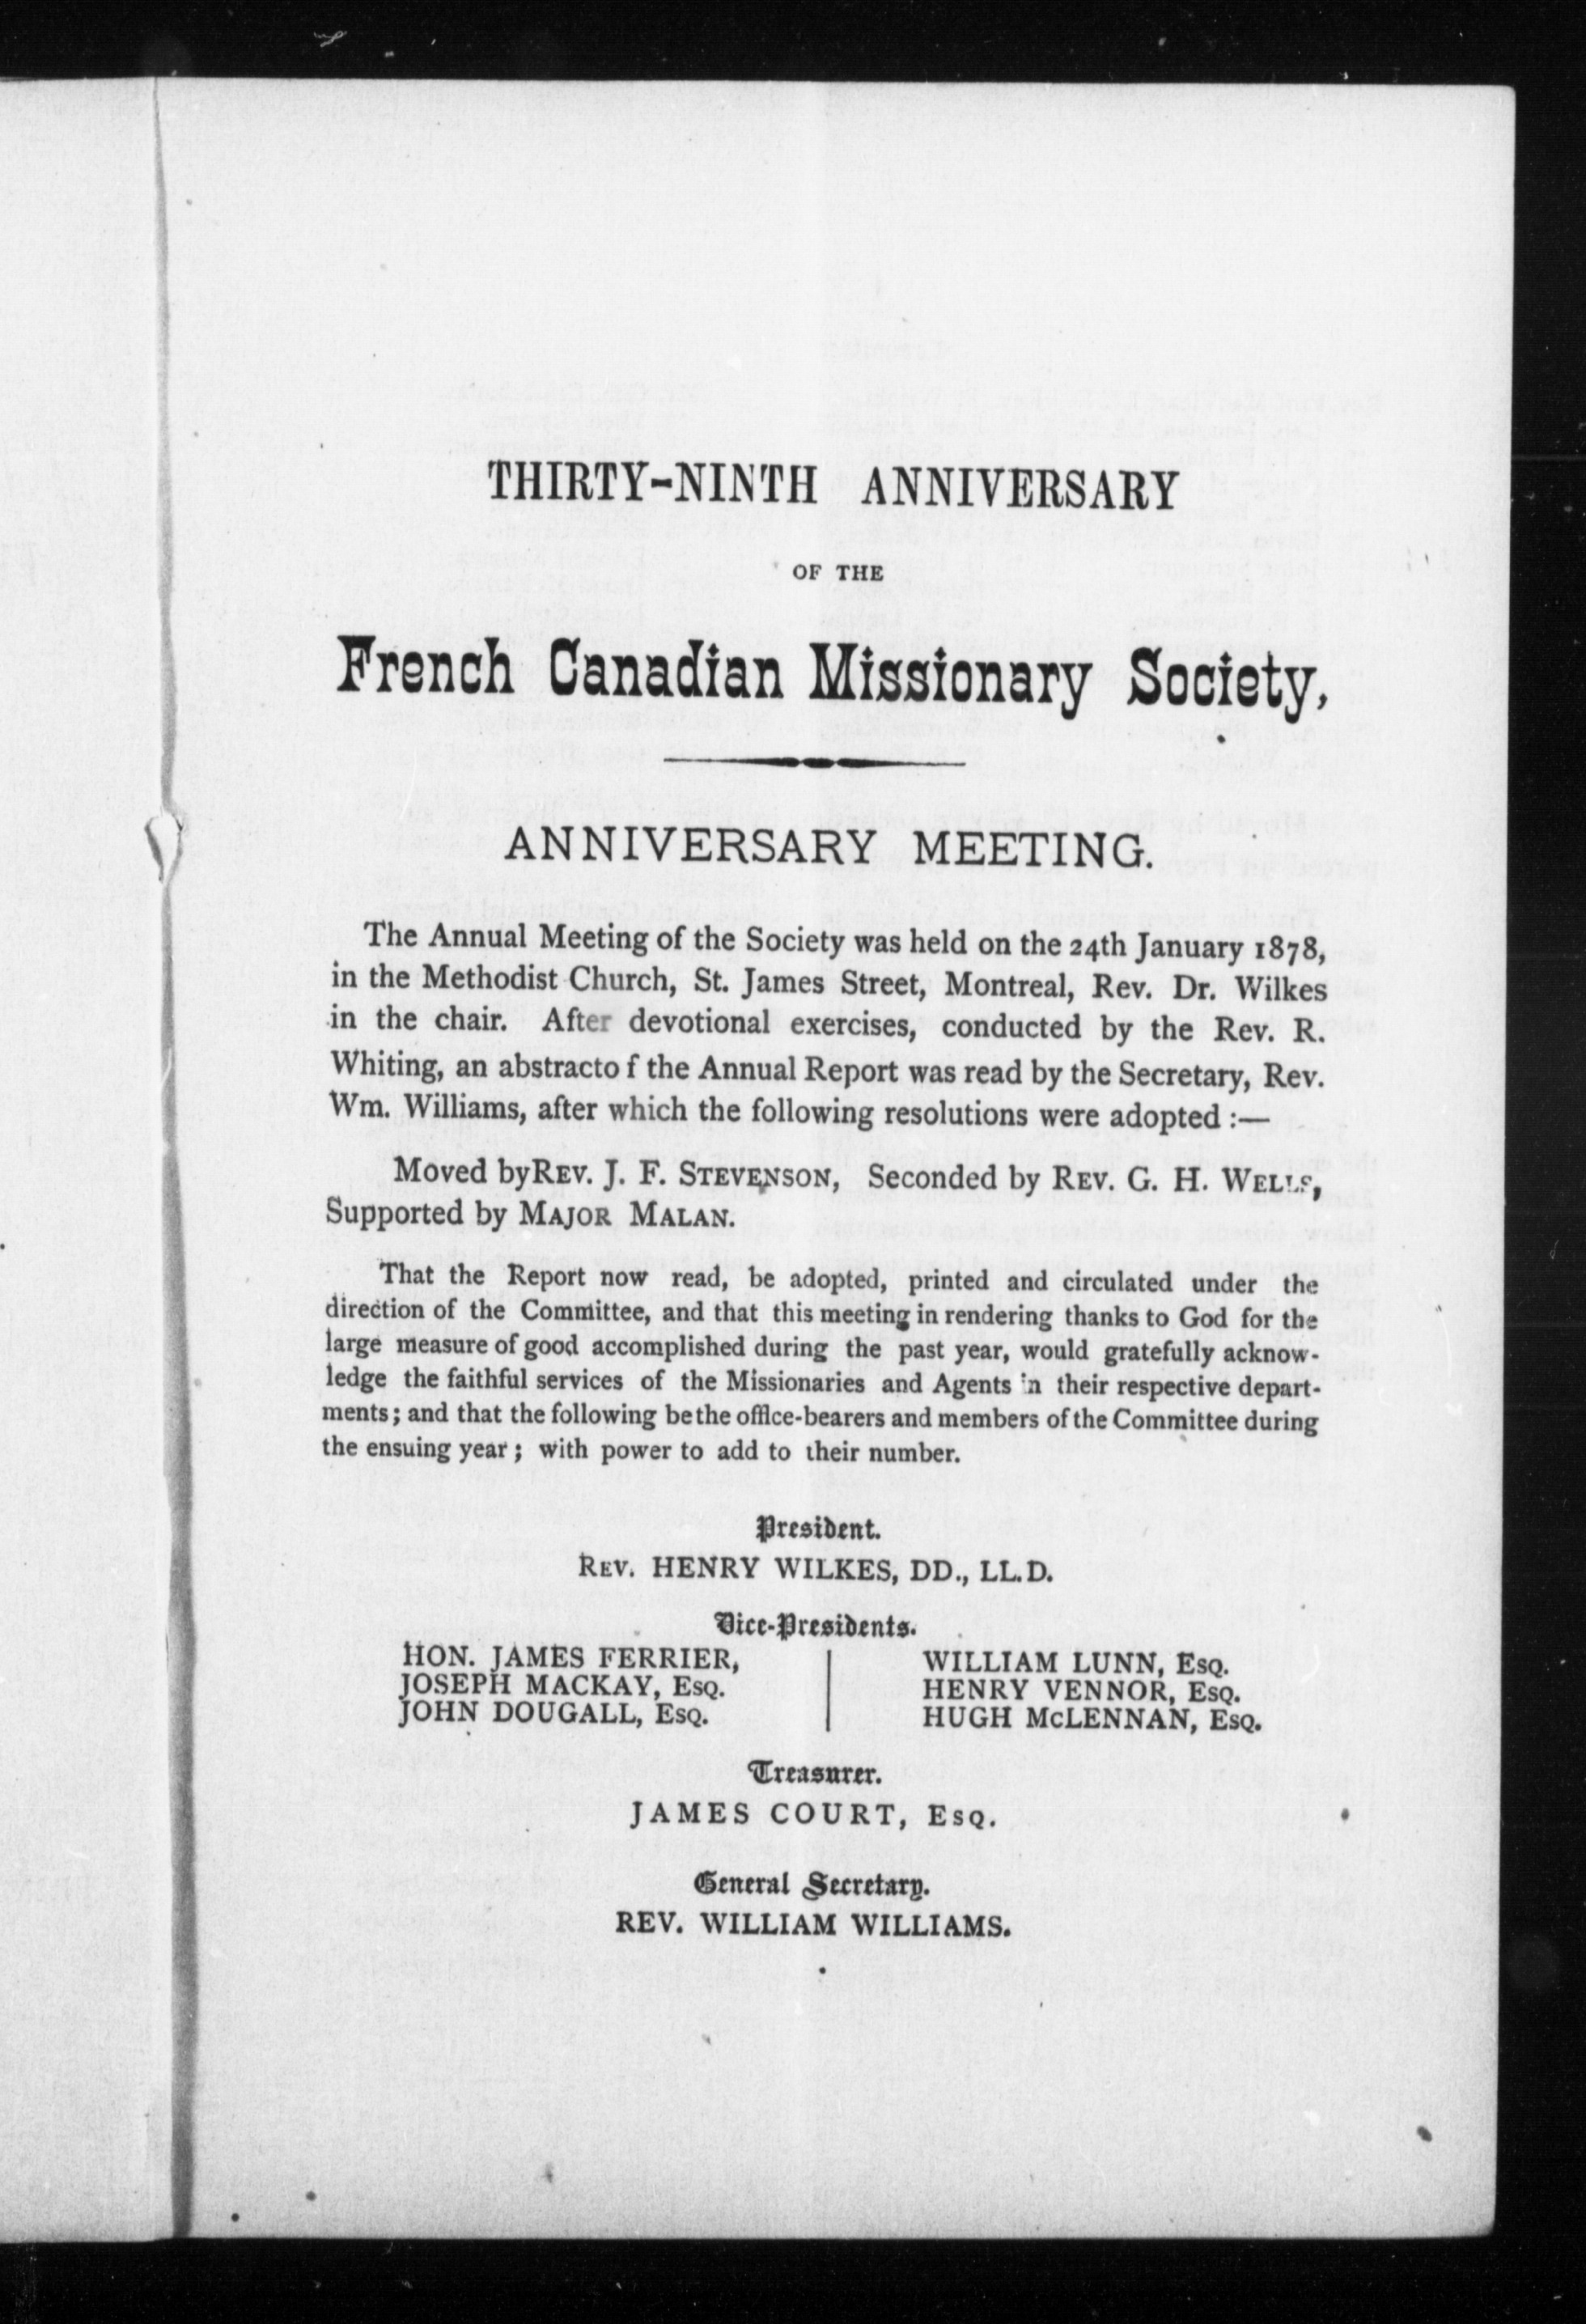 THIRTY-NINTH ANNIVERSARY
OF THE
French Canadian Missionary Society,
ANNIVERSARY MEETING.
The Annual Meeting of the Society was held on the 24th January 1878,
in the Methodist Church, St. James Street, Montreal, Rev. Dr. Wilkes
in the chair. After devotional exercises, conducted by the Rev. R.
Whiting, an abstracto f the Annual Report was read by the Secretary, Rev.
Wm. Williams, after which the following resolutions were adopted :—
Moved byREV. J. F. STEVENSON, Seconded by REV. G. H. WELLS,
Supported by MAJOR MALAN.
That the Report now read, be adopted, printed and circulated under the
direction of the Committee, and that this meeting in rendering thanks to God for the
large measure of good accomplished during the past year, would gratefully acknow-
ledge the faithful services of the Missionaries and Agents in their respective depart-
ments; and that the following be the office-bearers and members of the Committee during
the ensuing year; with power to add to their number.
President.
REV. HENRY WILKES, DD., LL.D.
Vice-Presidents.
HON. JAMES FERRIER,
JOSEPH MACKAY, ESQ.
JOHN DOUGALL, ESQ.
WILLIAM LUNN, ESQ.
HENRY VENNOR, ESQ.
HUGH McLENNAN, ESQ.
Treasurer.
JAMES COURT, ESQ.
General Secretary.
REV. WILLIAM WILLIAMS.